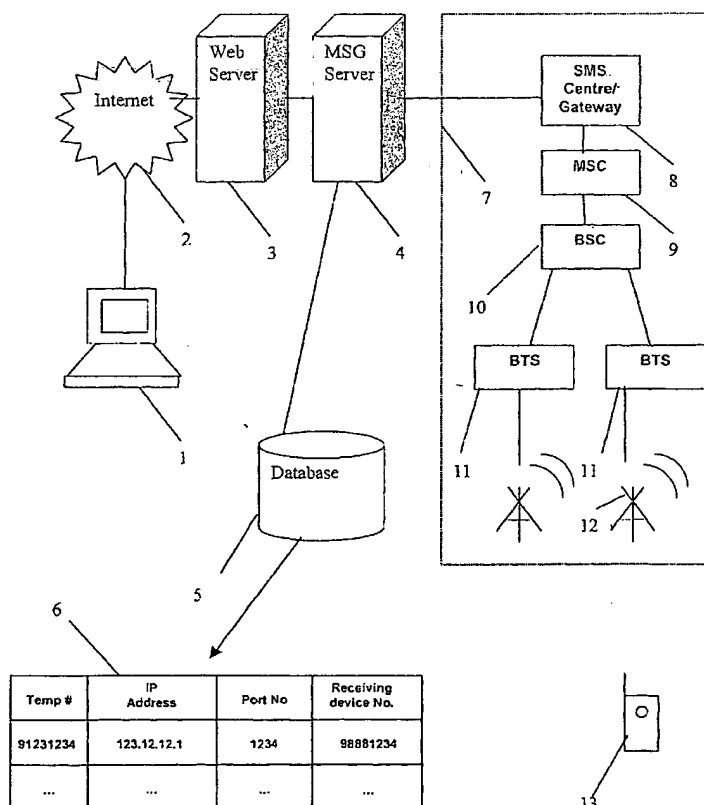 Web
Server
MSG
Server
Internet
SMS.
Centre/
Gateway
MSC
BSC
BTS
BTS
Database
1
2
3
4
5
6
7
8
9
10
11
11
12
13
Temp # IP Address Port No Receiving device No.
91231234 123.12.12.1 1234 98881234
... ... ... ...